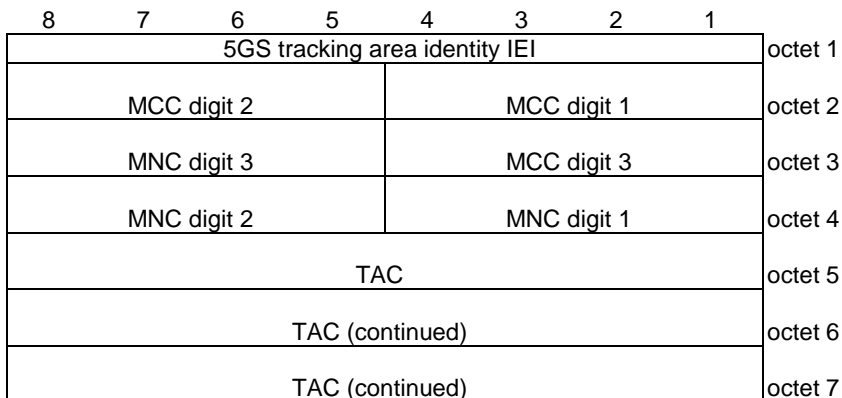 8 7 6 5 4 3 2 1
5GS tracking area identity IEI octet 1
MCC digit 2 MCC digit 1 octet 2
MNC digit 3 MCC digit 3 octet 3
MNC digit 2 MNC digit 1 octet 4
TAC octet 5
TAC (continued) octet 6
TAC (continued) octet 7